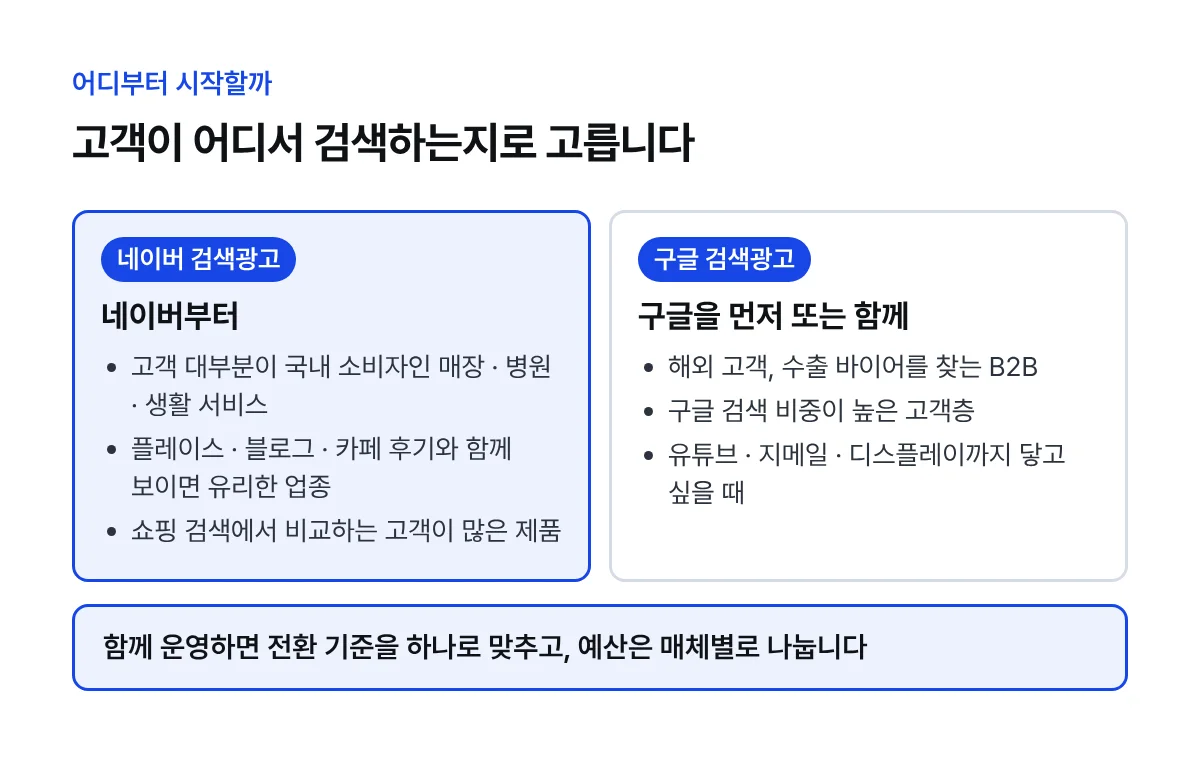 어디부터 시작할까
고객이 어디서 검색하는지로 고릅니다
네이버 검색광고
네이버부터
• 고객 대부분이 국내 소비자인 매장 · 병원
· 생활 서비스
• 플레이스 · 블로그 · 카페 후기와 함께
보이면 유리한 업종
• 쇼핑 검색에서 비교하는 고객이 많은 제품
구글 검색광고
구글을 먼저 또는 함께
• 해외 고객, 수출 바이어를 찾는 B2B
• 구글 검색 비중이 높은 고객층
• 유튜브 · 지메일 · 디스플레이까지 닿고
싶을 때
함께 운영하면 전환 기준을 하나로 맞추고, 예산은 매체별로 나눕니다